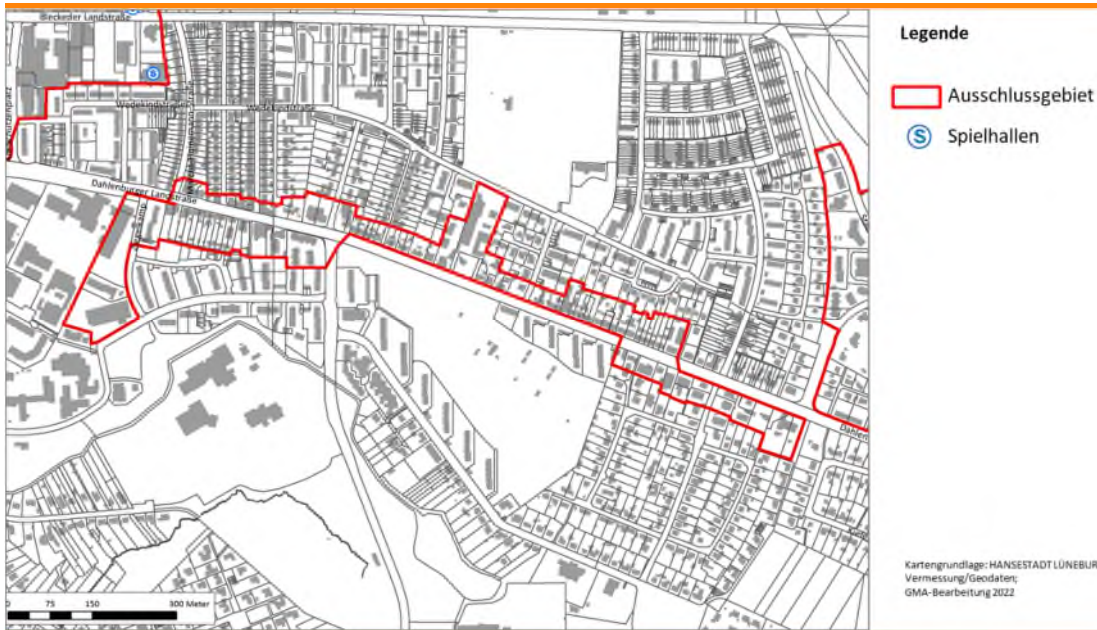 Bleckeder Landstraße
S
S
Wedekindstraße
Wedekindstraße
Dahlenburger Landstraße
Dahlen
0 75 150 300 Meter
Legende
Ausschlussgebiet
S Spielhallen
Kartengrundlage: HANSESTADT LÜNEBUR
Vermessung/Geodaten;
GMA-Bearbeitung 2022